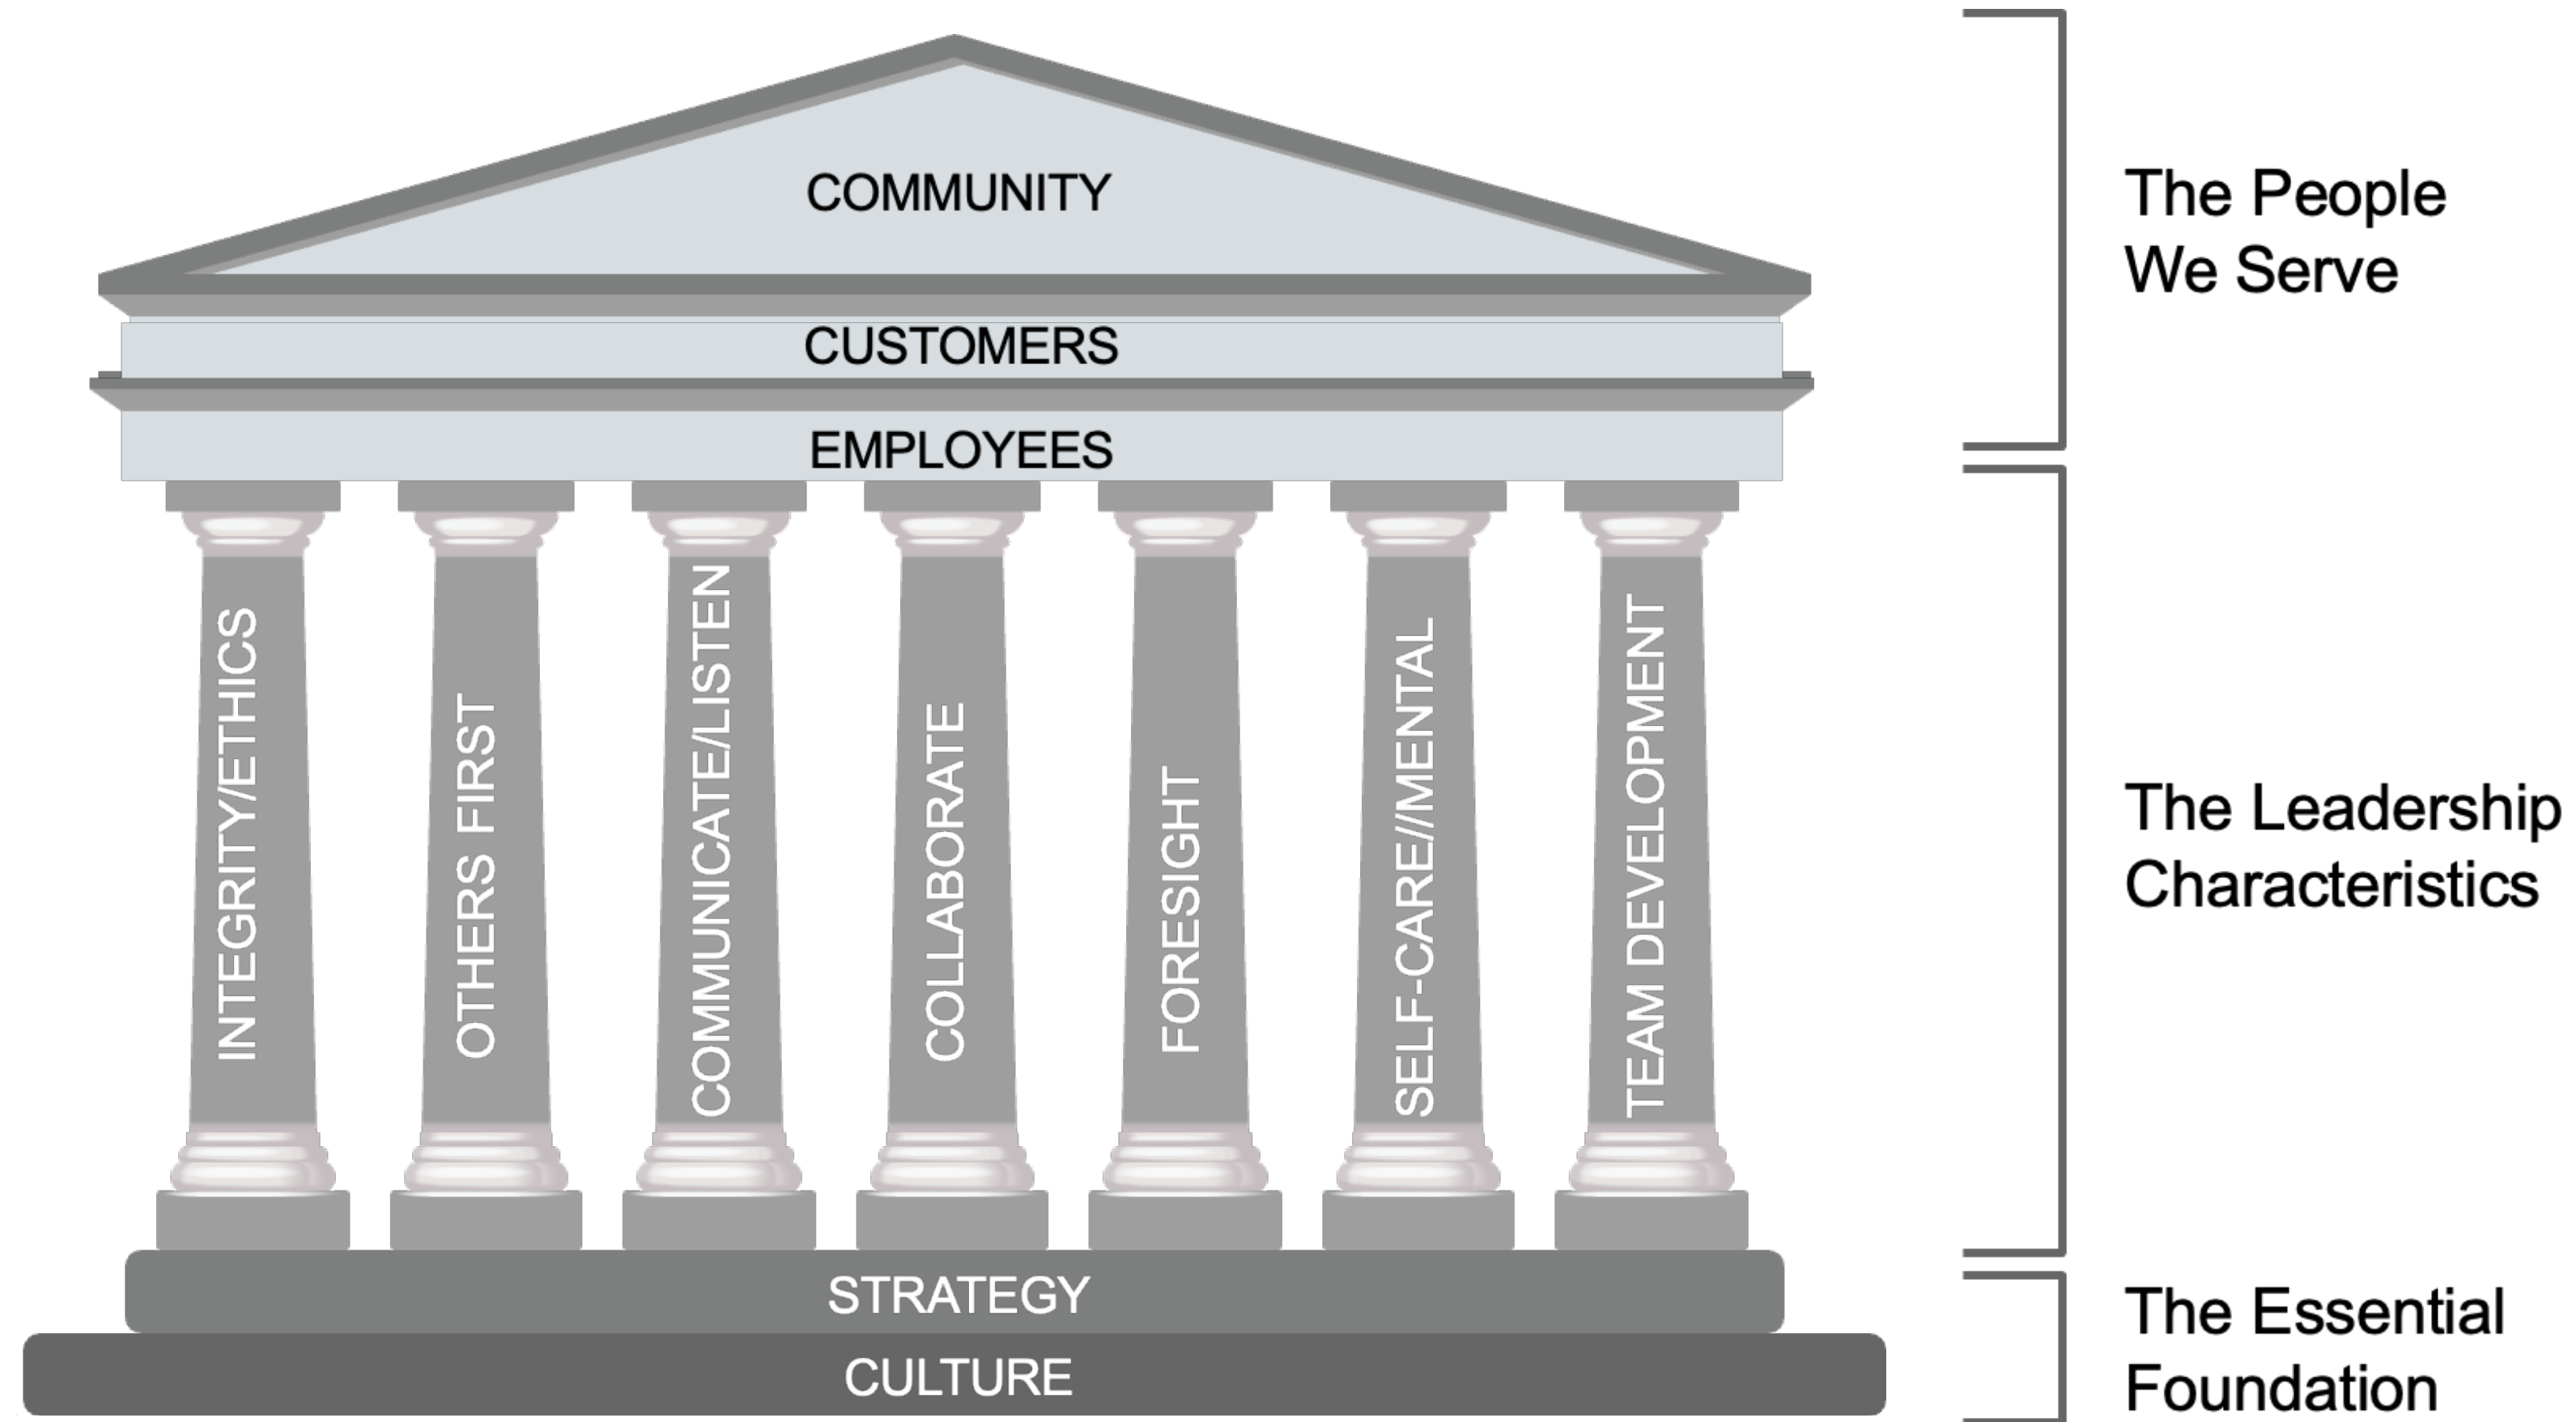 COMMUNITY
CUSTOMERS
EMPLOYEES
The People
We Serve
INTEGRITY/ETHICS
OTHERS FIRST
COMMUNICATE/LISTEN
COLLABORATE
FORESIGHT
SELF-CARE//MENTAL
TEAM DEVELOPMENT
The Leadership
Characteristics
STRATEGY
CULTURE
The Essential
Foundation